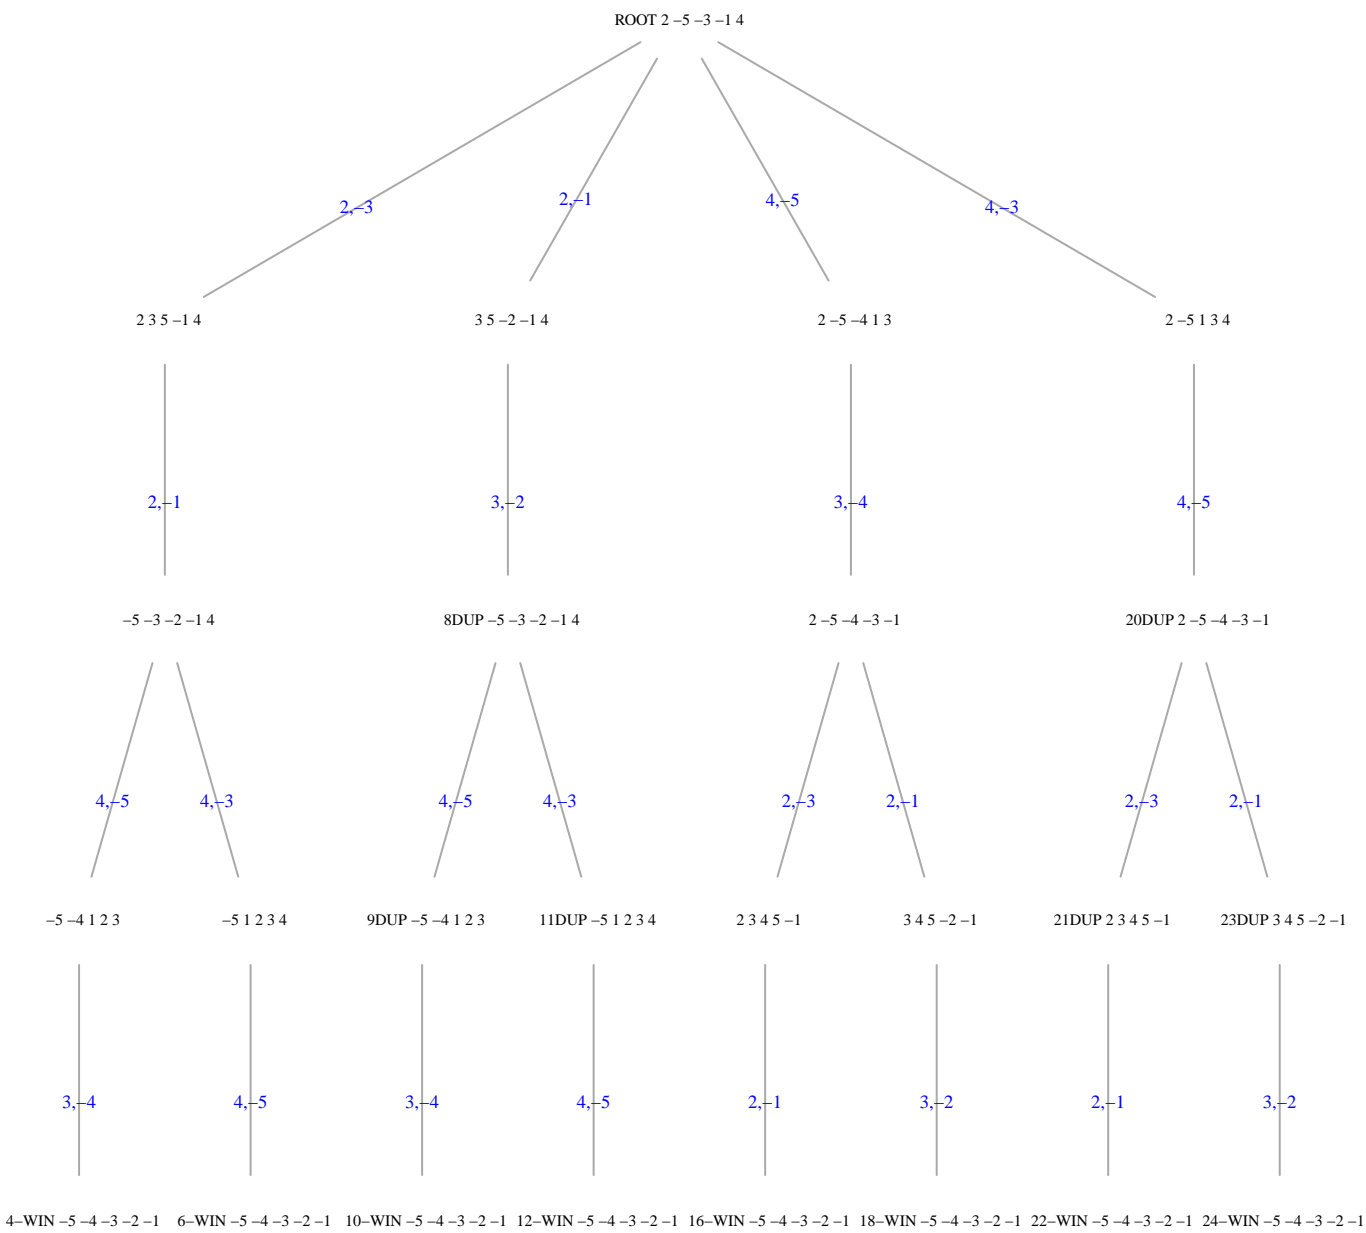 ROOT 2 –5 –3 –1 4
2,–3
2,–1
4,–5
4,–3
2 3 5 –1 4
3 5 –2 –1 4
2 –5 –4 1 3
2 –5 1 3 4
2,–1
3,–2
3,–4
4,–5
–5 –3 –2 –1 4
8DUP –5 –3 –2 –1 4
2 –5 –4 –3 –1
20DUP 2 –5 –4 –3 –1
4,–5
4,–3
4,–5
4,–3
2,–3
2,–1
2,–3
2,–1
–5 –4 1 2 3
–5 1 2 3 4
9DUP –5 –4 1 2 3
11DUP –5 1 2 3 4
2 3 4 5 –1
3 4 5 –2 –1
21DUP 2 3 4 5 –1
23DUP 3 4 5 –2 –1
3,–4
4,–5
3,–4
4,–5
2,–1
3,–2
2,–1
3,–2
4–WIN –5 –4 –3 –2 –1
6–WIN –5 –4 –3 –2 –1
10–WIN –5 –4 –3 –2 –1
12–WIN –5 –4 –3 –2 –1
16–WIN –5 –4 –3 –2 –1
18–WIN –5 –4 –3 –2 –1
22–WIN –5 –4 –3 –2 –1
24–WIN –5 –4 –3 –2 –1